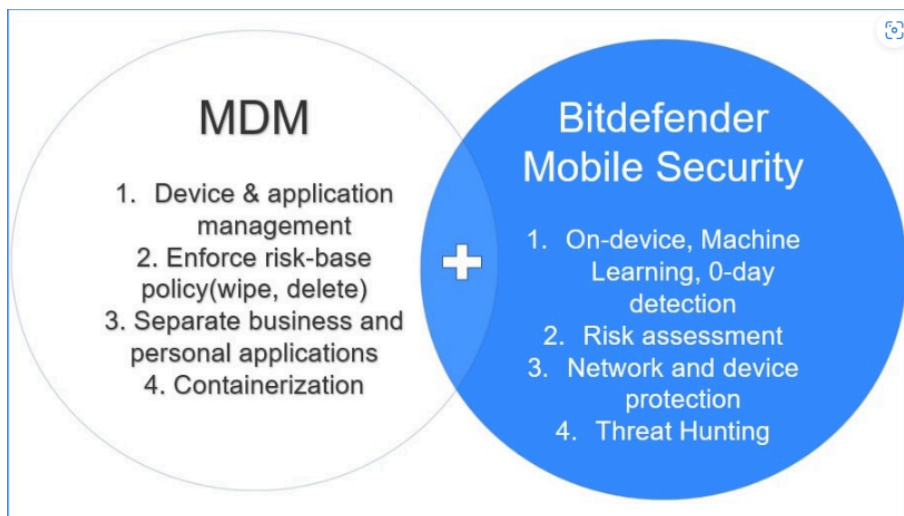 MDM
1. Device & application
management
2. Enforce risk-base
policy(wipe, delete)
3. Separate business and
personal applications
4. Containerization
Bitdefender
Mobile Security
1. On-device, Machine
Learning, 0-day
detection
2. Risk assessment
3. Network and device
protection
4. Threat Hunting